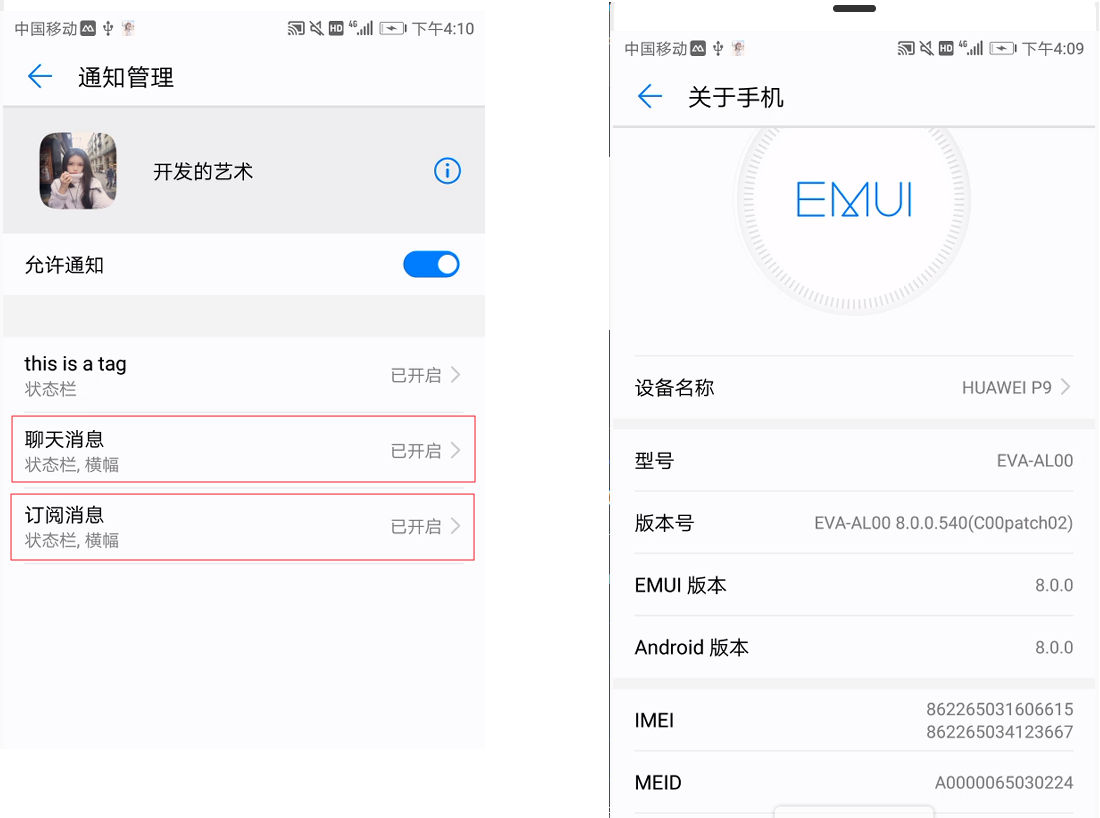 中国移动 HD 4G 下午4:10
通知管理
开发的艺术
允许通知
this is a tag
状态栏
已开启
聊天消息
状态栏, 横幅
已开启
订阅消息
状态栏, 横幅
已开启
中国移动 HD 4G 下午4:09
关于手机
EMUI
设备名称 HUAWEI P9
型号 EVA-AL00
版本号 EVA-AL00 8.0.0.540(C00patch02)
EMUI 版本 8.0.0
Android 版本 8.0.0
IMEI 862265031606615
862265034123667
MEID A0000065030224